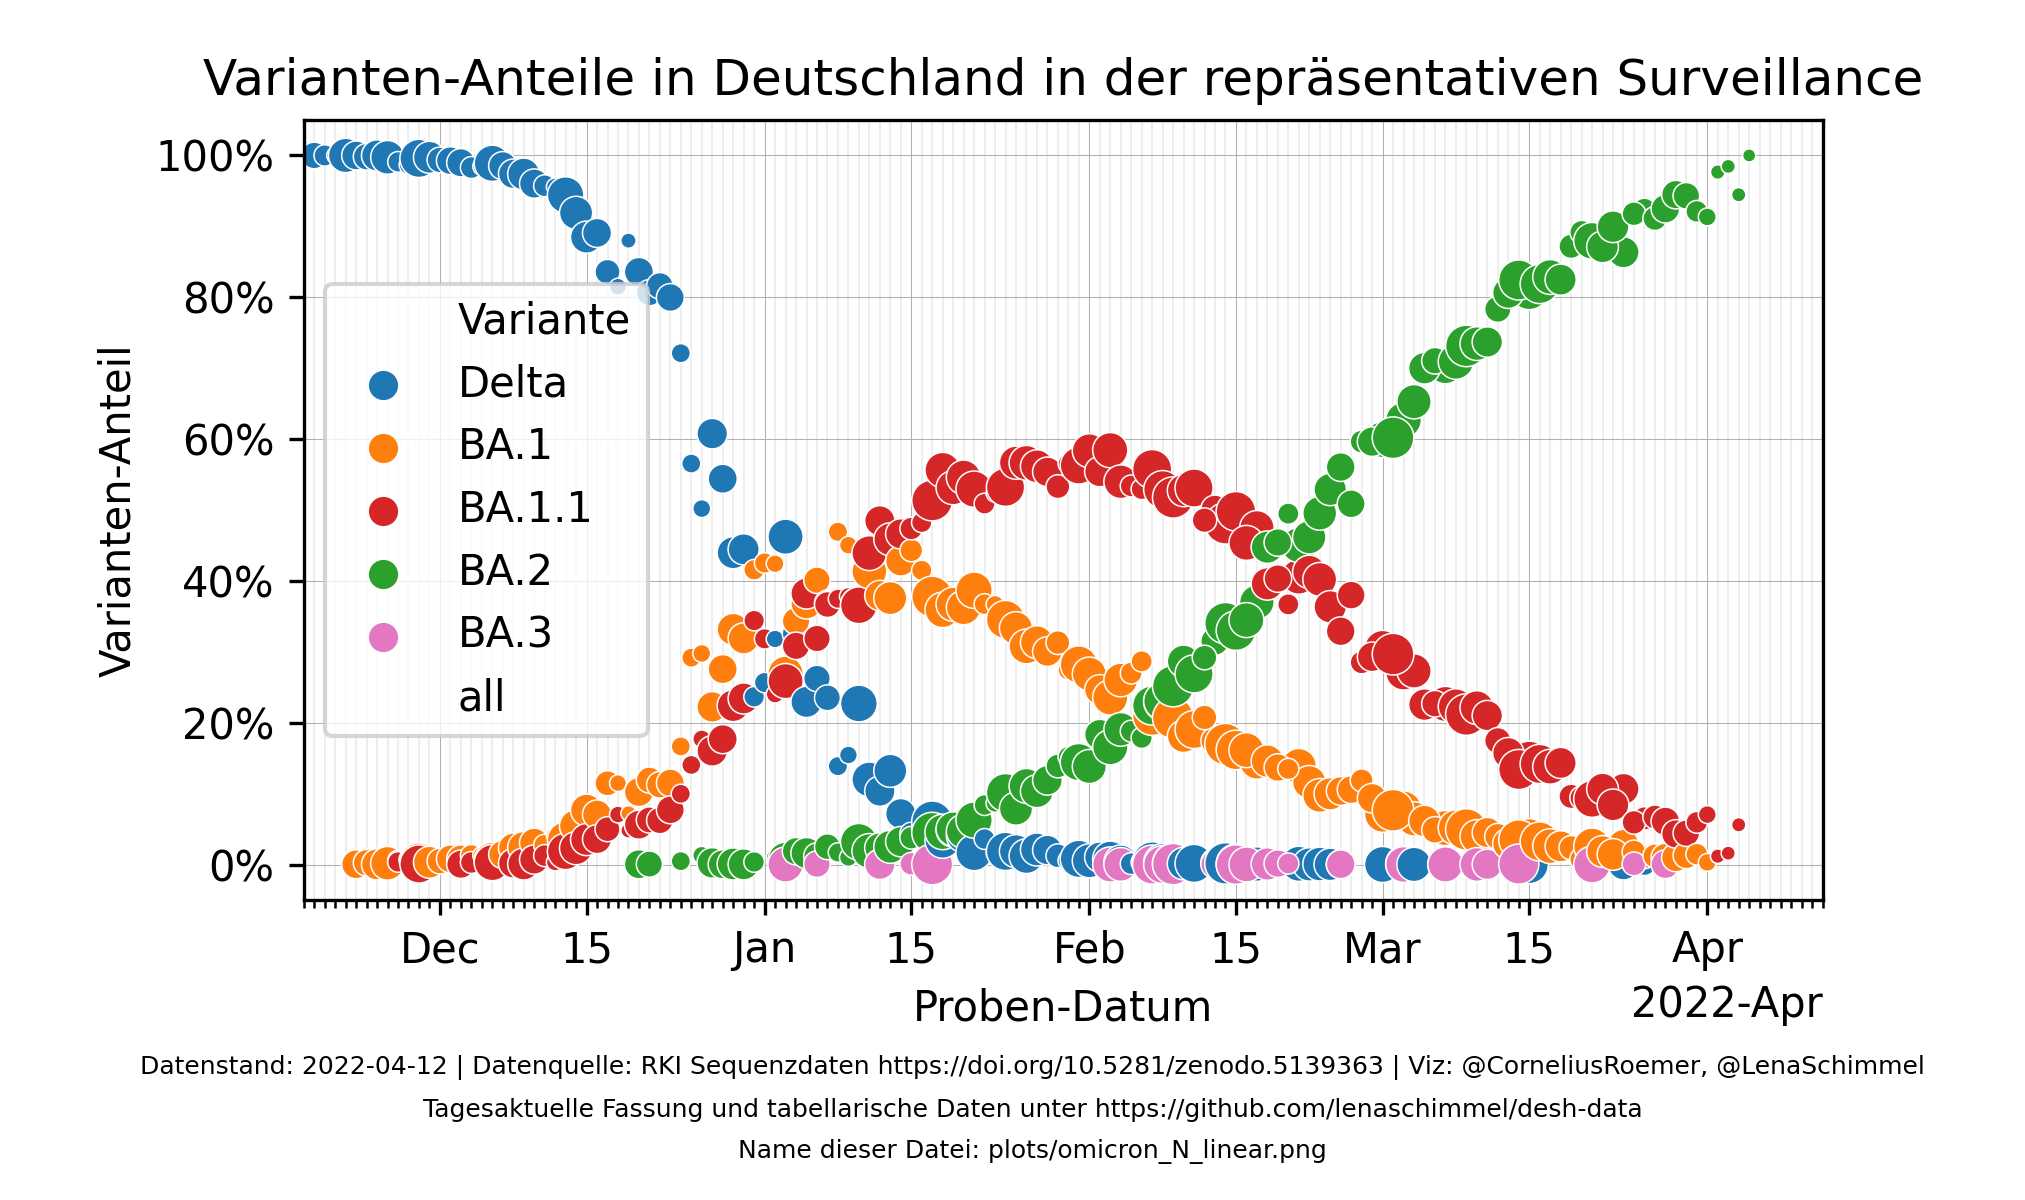 Varianten-Anteile in Deutschland in der repräsentativen Surveillance
Varianten-Anteil
100%
80%
60%
40%
20%
0%
Variante
Delta
BA.1
BA.1.1
BA.2
BA.3
all
Dec 15 Jan 15 Feb 15 Mar 15 Apr
Proben-Datum
2022-Apr
Datenstand: 2022-04-12 | Datenquelle: RKI Sequenzdaten https://doi.org/10.5281/zenodo.5139363 | Viz: @CorneliusRoemer, @LenaSchimmel
Tagesaktuelle Fassung und tabellarische Daten unter https://github.com/lenaschimmel/desh-data
Name dieser Datei: plots/omicron_N_linear.png